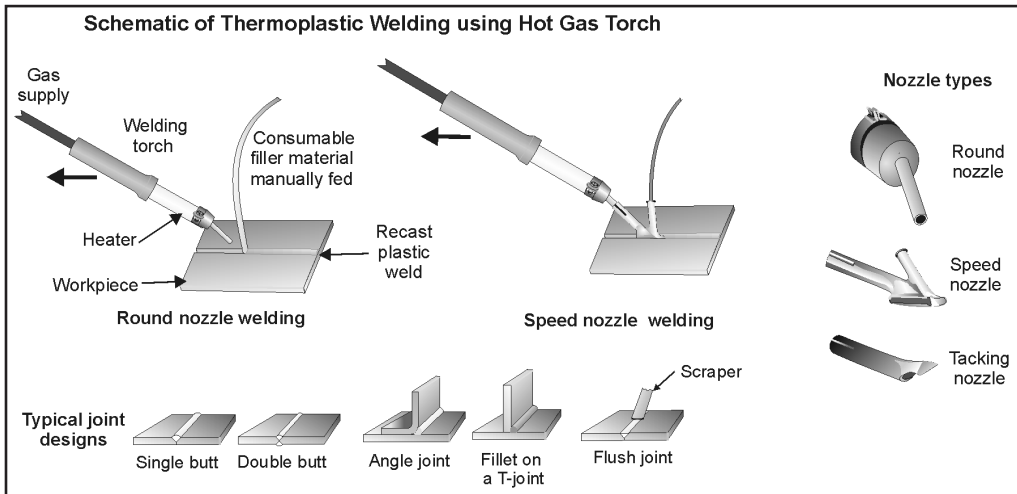 Schematic of Thermoplastic Welding using Hot Gas Torch
Gas
supply
Welding
torch
Consumable
filler material
manually fed
Heater
Workpiece
Recast
plastic
weld
Round nozzle welding
Speed nozzle welding
Nozzle types
Round
nozzle
Speed
nozzle
Tacking
nozzle
Typical joint
designs
Single butt
Double butt
Angle joint
Fillet on
a T-joint
Scraper
Flush joint